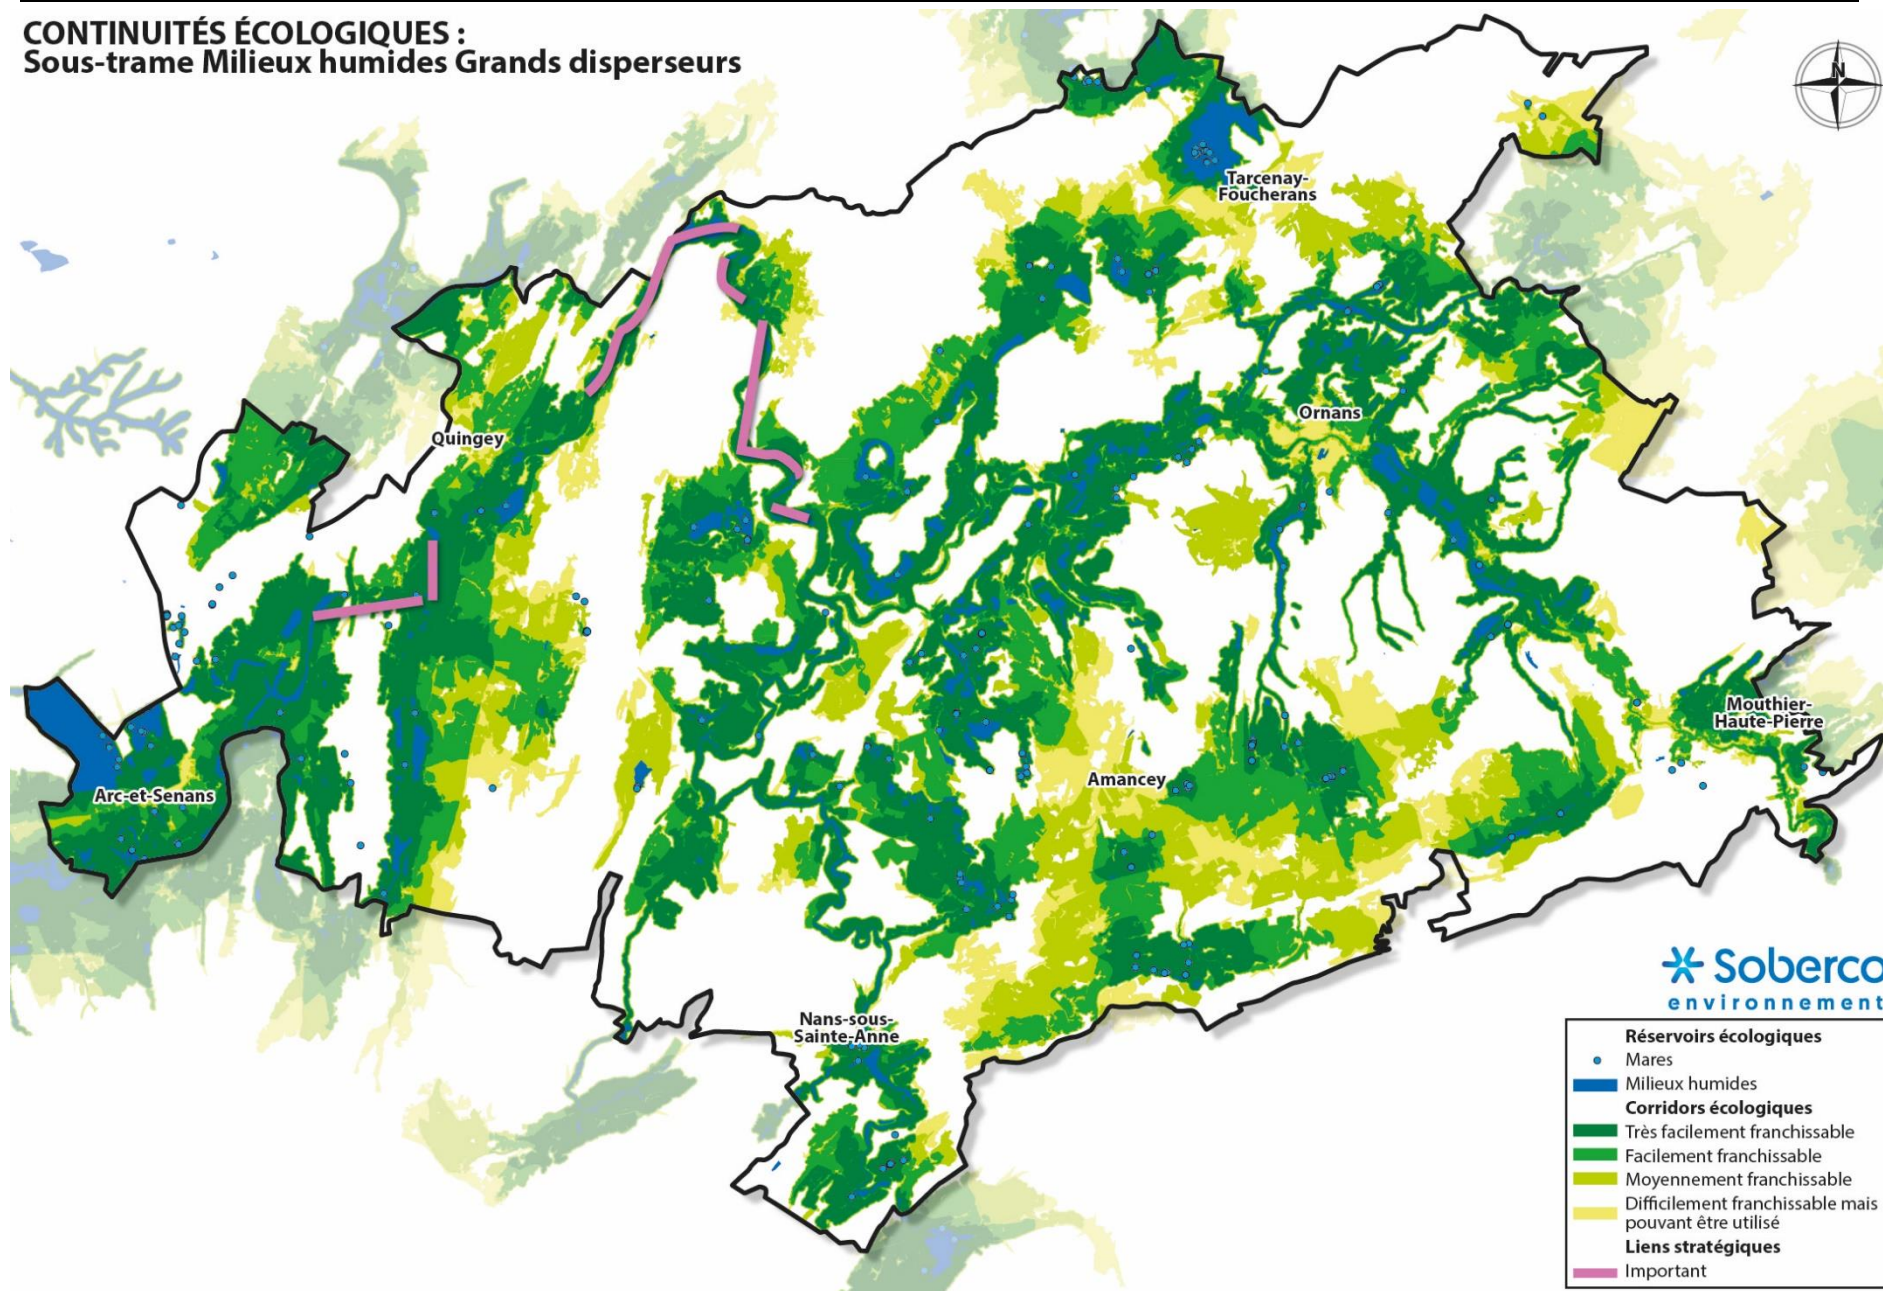 CONTINUITÉS ÉCOLOGIQUES :
Sous-trame Milieux humides Grands disperseurs
N
Tarcenay-
Foucherans
Ornans
Quingey
Mouthier-
Haute-Pierre
Amancey
Arc-et-Senans
Nans-sous-
Sainte-Anne
Soberco
environnement
Réservoirs écologiques
Mares
Milieux humides
Corridors écologiques
Très facilement franchissable
Facilement franchissable
Moyennement franchissable
Difficilement franchissable mais
pouvant être utilisé
Liens stratégiques
Important